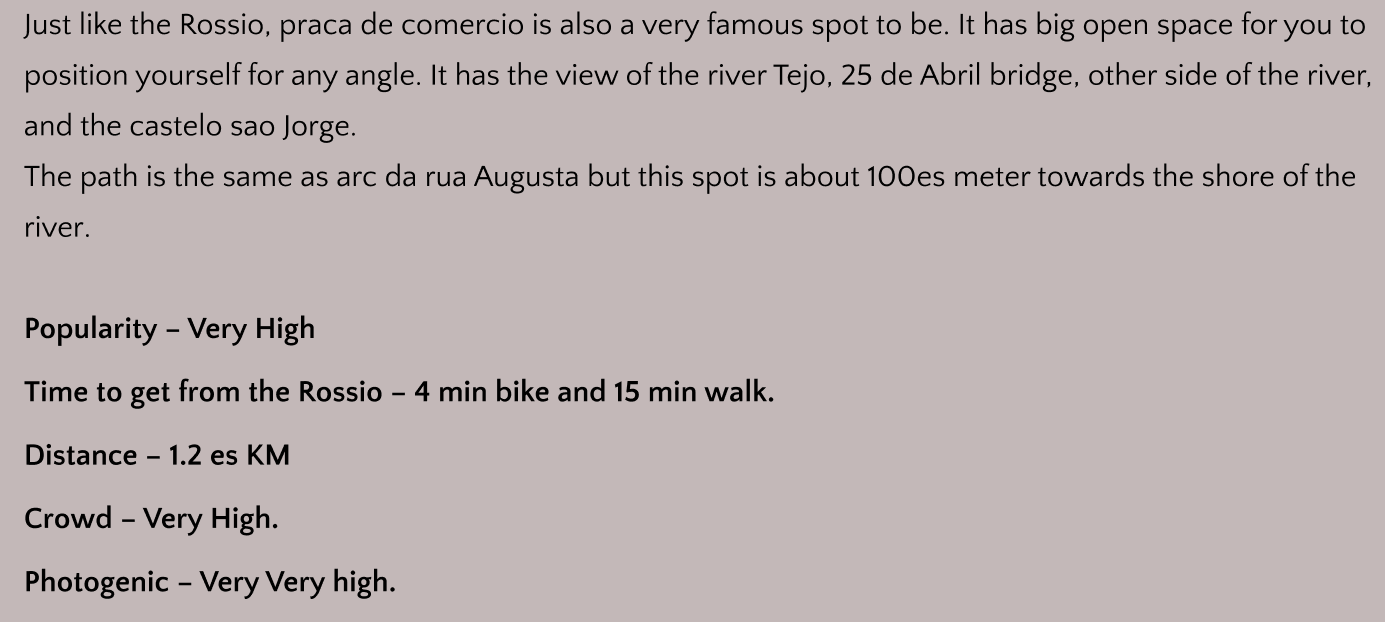 Just like the Rossio, praca de comercio is also a very famous spot to be. It has big open space for you to
position yourself for any angle. It has the view of the river Tejo, 25 de Abril bridge, other side of the river,
and the castelo sao Jorge.
The path is the same as arc da rua Augusta but this spot is about 100es meter towards the shore of the
river.
Popularity – Very High
Time to get from the Rossio – 4 min bike and 15 min walk.
Distance – 1.2 es KM
Crowd – Very High.
Photogenic – Very Very high.